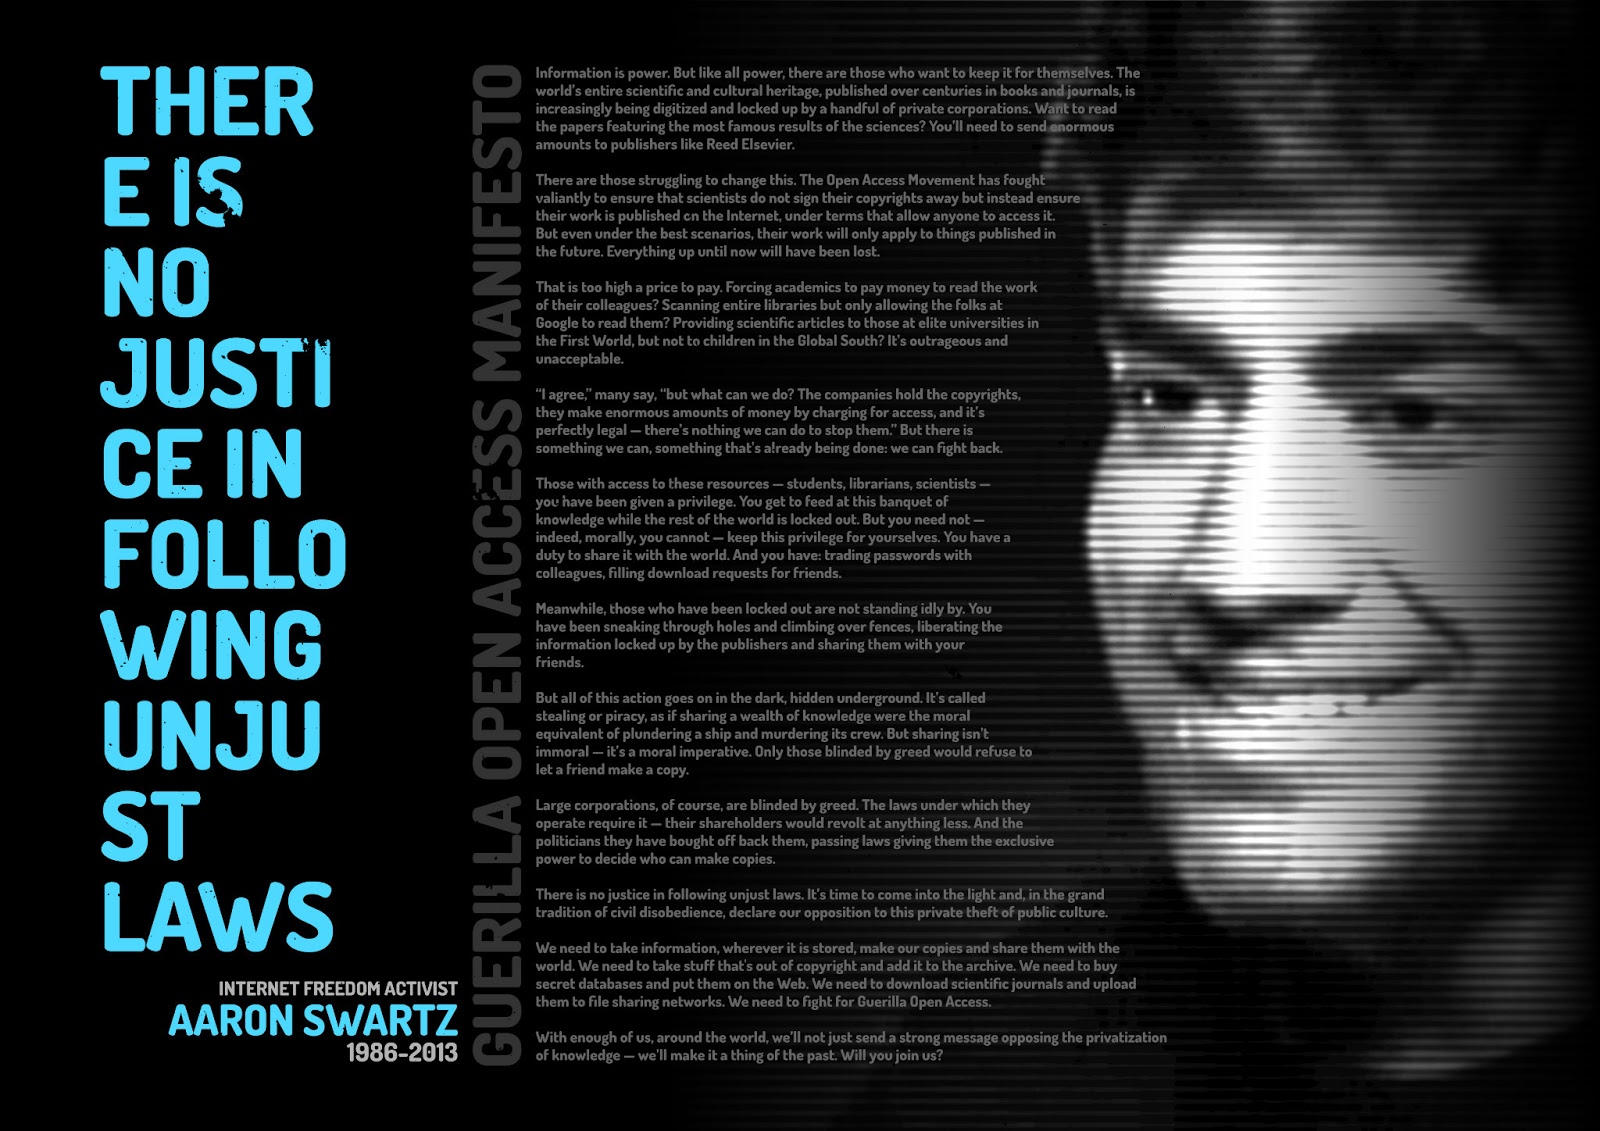 THER
E IS
NO
JUSTI
CE IN
FOLLO
WING
UNJU
ST
LAWS
INTERNET FREEDOM ACTIVIST
AARON SWARTZ
1986-2013
GUERILLA OPEN ACCESS MANIFESTO
Information is power. But like all power, there are those who want to keep it for themselves. The
world's entire scientific and cultural heritage, published over centuries in books and journals, is
increasingly being digitized and locked up by a handful of private corporations. Want to read
the papers featuring the most famous results of the sciences? You'll need to send enormous
amounts to publishers like Reed Elsevier.
There are those struggling to change this. The Open Access Movement has fought
valiantly to ensure that scientists do not sign their copyrights away but instead ensure
their work is published on the Internet, under terms that allow anyone to access it.
But even under the best scenarios, their work will only apply to things published in
the future. Everything up until now will have been lost.
That is too high a price to pay. Forcing academics to pay money to read the work
of their colleagues? Scanning entire libraries but only allowing the folks at
Google to read them? Providing scientific articles to those at elite universities in
the First World, but not to children in the Global South? It's outrageous and
unacceptable.
“I agree,” many say, “but what can we do? The companies hold the copyrights,
they make enormous amounts of money by charging for access, and it's
perfectly legal — there's nothing we can do to stop them.” But there is
something we can, something that's already being done: we can fight back.
Those with access to these resources — students, librarians, scientists —
you have been given a privilege. You get to feed at this banquet of
knowledge while the rest of the world is locked out. But you need not —
indeed, morally, you cannot — keep this privilege for yourselves. You have a
duty to share it with the world. And you have: trading passwords with
colleagues, filling download requests for friends.
Meanwhile, those who have been locked out are not standing idly by. You
have been sneaking through holes and climbing over fences, liberating the
information locked up by the publishers and sharing them with your
friends.
But all of this action goes on in the dark, hidden underground. It's called
stealing or piracy, as if sharing a wealth of knowledge were the moral
equivalent of plundering a ship and murdering its crew. But sharing isn't
immoral — it's a moral imperative. Only those blinded by greed would refuse to
let a friend make a copy.
Large corporations, of course, are blinded by greed. The laws under which they
operate require it — their shareholders would revolt at anything less. And the
politicians they have bought off back them, passing laws giving them the exclusive
power to decide who can make copies.
There is no justice in following unjust laws. It's time to come into the light and, in the grand
tradition of civil disobedience, declare our opposition to this private theft of public culture.
We need to take information, wherever it is stored, make our copies and share them with the
world. We need to take stuff that's out of copyright and add it to the archive. We need to buy
secret databases and put them on the Web. We need to download scientific journals and upload
them to file sharing networks. We need to fight for Guerilla Open Access.
With enough of us, around the world, we'll not just send a strong message opposing the privatization
of knowledge — we'll make it a thing of the past. Will you join us?